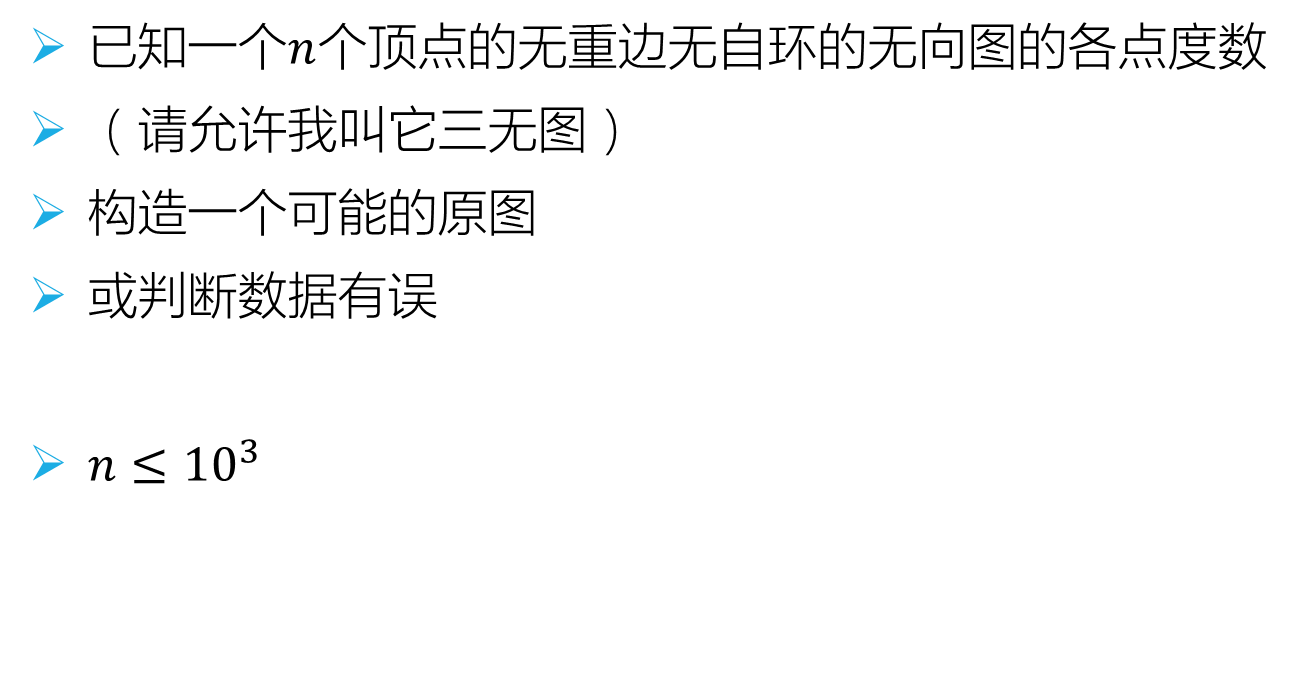 已知一个n个顶点的无重边无自环的无向图的各点度数
（请允许我叫它三无图）
构造一个可能的原图
或判断数据有误
n ≤ 10³